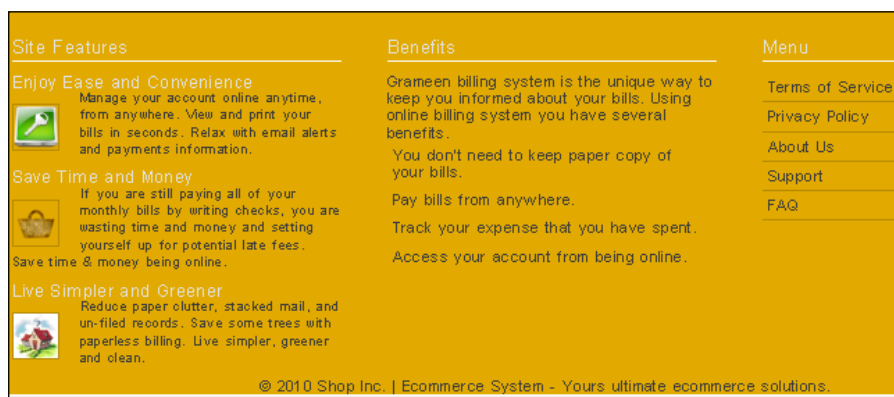 Site Features
Enjoy Ease and Convenience
Manage your account online anytime,
from anywhere. View and print your
bills in seconds. Relax with email alerts
and payments information.
Save Time and Money
If you are still paying all of your
monthly bills by writing checks, you are
wasting time and money and setting
yourself up for potential late fees.
Save time & money being online.
Live Simpler and Greener
Reduce paper clutter, stacked mail, and
un-filed records. Save some trees with
paperless billing. Live simpler, greener
and clean.
Benefits
Grameen billing system is the unique way to
keep you informed about your bills. Using
online billing system you have several
benefits.
You don't need to keep paper copy of
your bills.
Pay bills from anywhere.
Track your expense that you have spent.
Access your account from being online.
Menu
Terms of Service
Privacy Policy
About Us
Support
FAQ
© 2010 Shop Inc. | Ecommerce System - Yours ultimate ecommerce solutions.